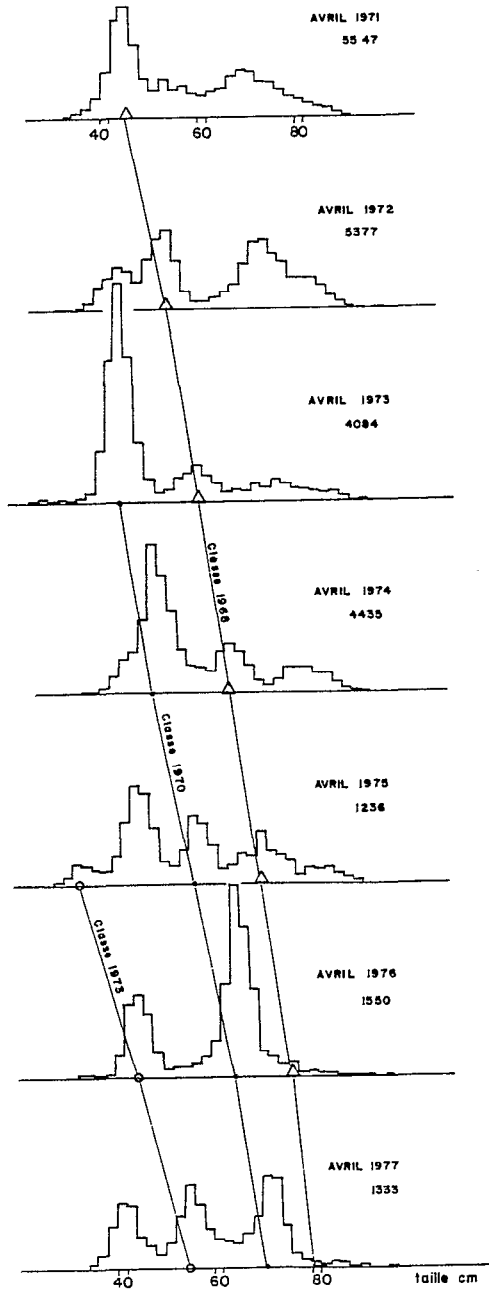 AVRIL 1971
55 47
40 60 80
AVRIL 1972
5377
AVRIL 1973
4084
Classe 1968
AVRIL 1974
4435
Classe 1970
AVRIL 1975
1236
Classe 1973
AVRIL 1976
1550
AVRIL 1977
1333
40 60 80 taille cm